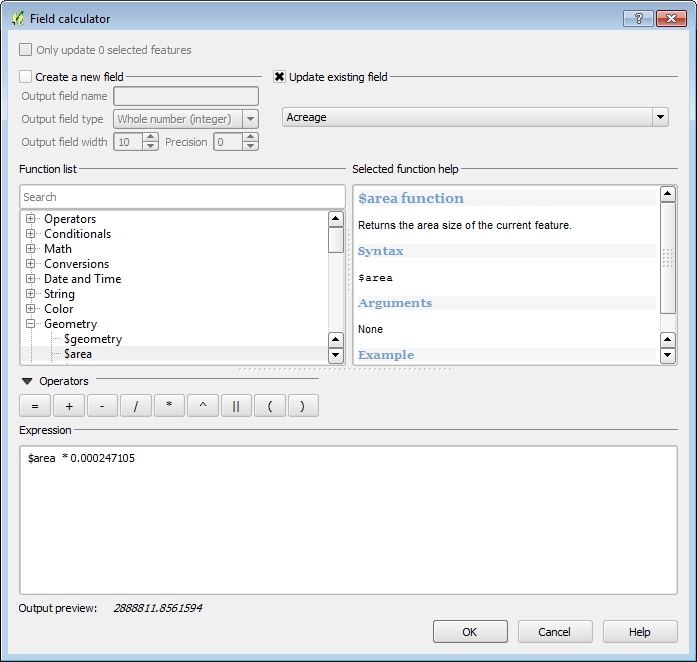 Field calculator
Only update 0 selected features
Create a new field
Update existing field
Output field name
Output field type Whole number (integer)
Output field width 10 Precision 0
Acreage
Function list
Search
Operators
Conditionals
Math
Conversions
Date and Time
String
Color
Geometry
$geometry
$area
Selected function help
$area function
Returns the area size of the current feature.
Syntax
$area
Arguments
None
Example
Operators
= + - / * ^ || ( )
Expression
$area * 0.000247105
Output preview: 2888811.8561594
OK Cancel Help